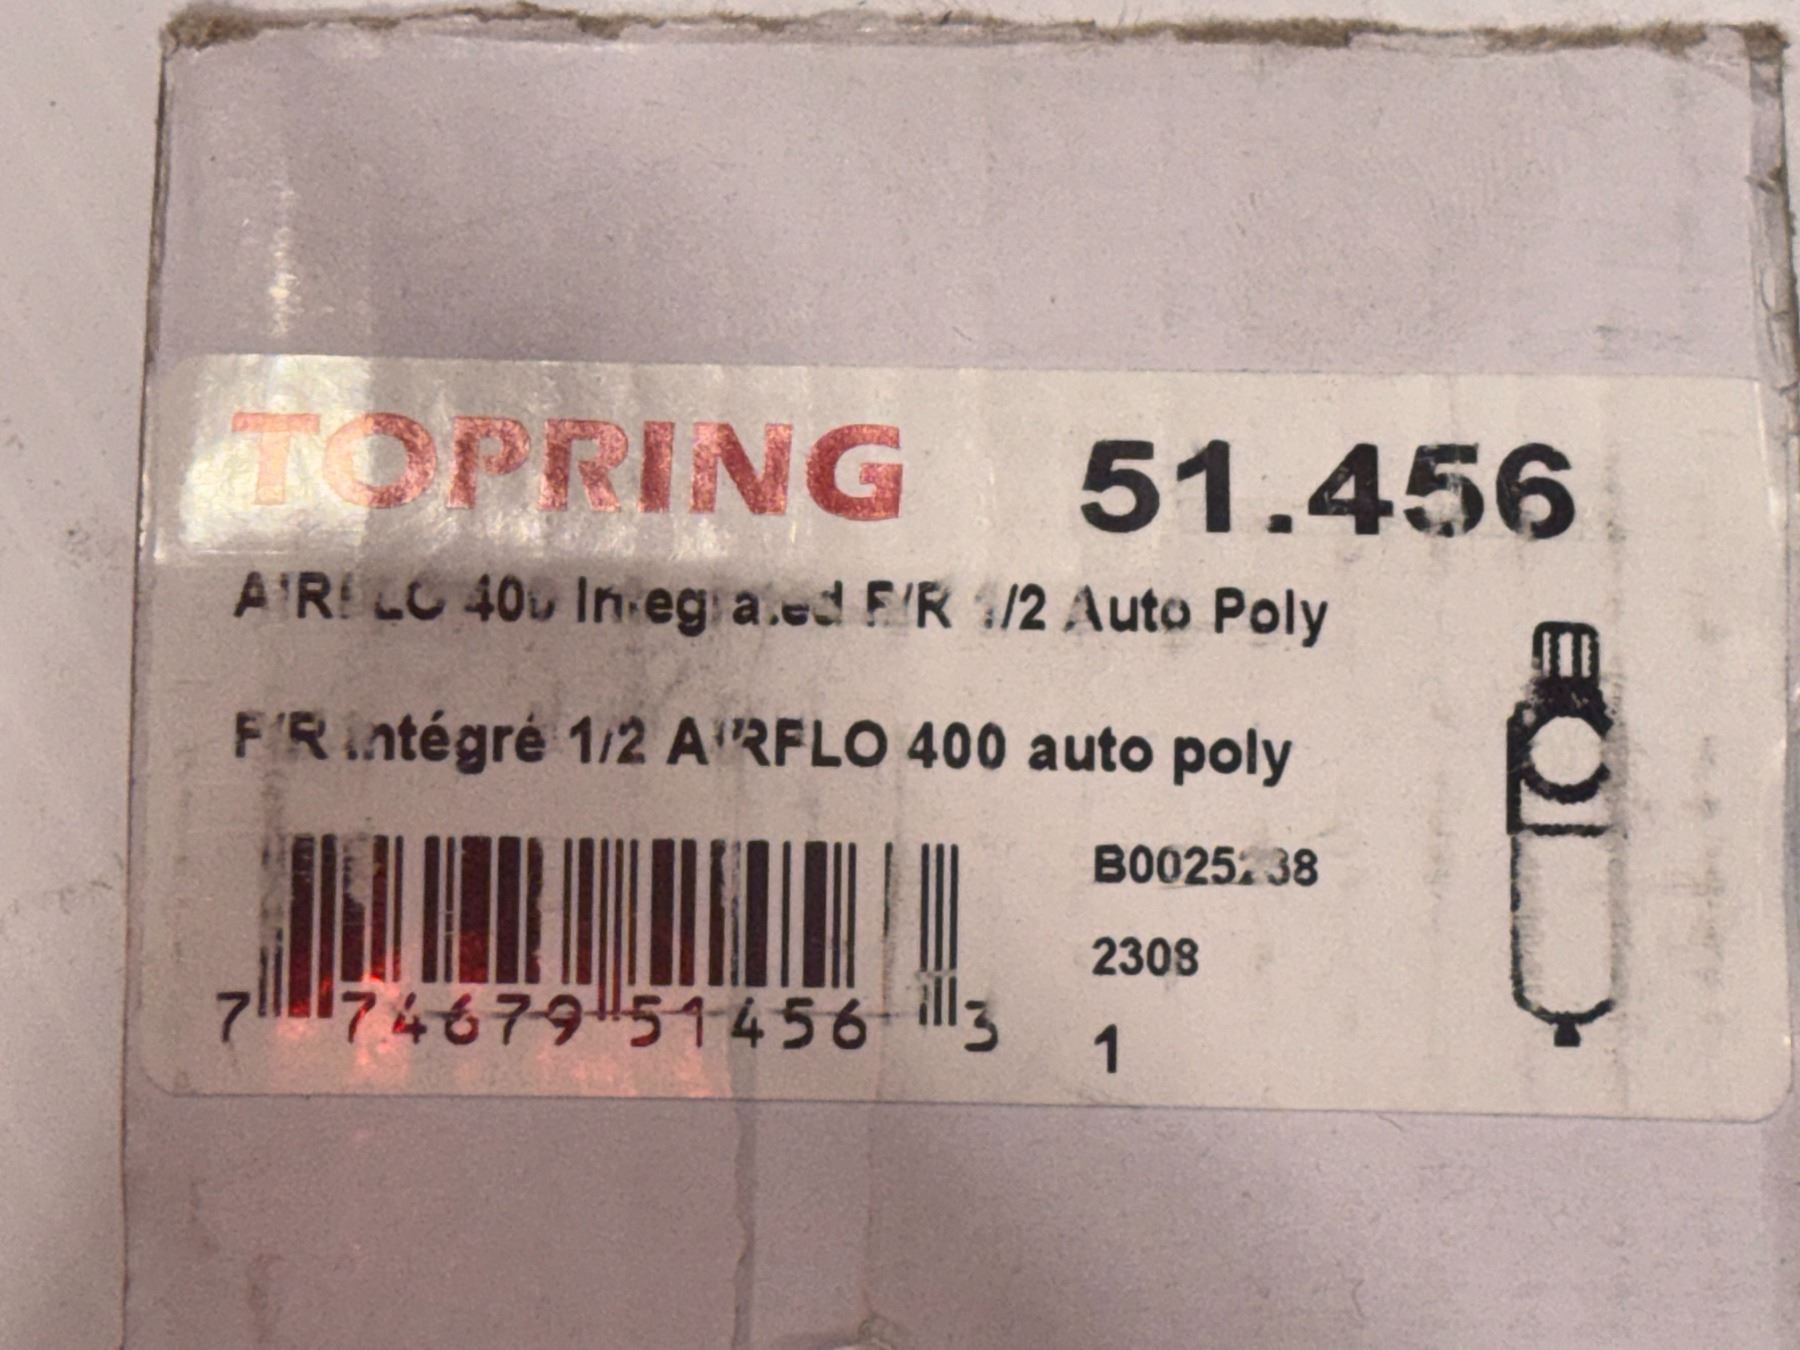 TOPRING 51.456
AIRFLO 400 Integrated F/R 1/2 Auto Poly
F/R intégré 1/2 AIRFLO 400 auto poly
2308
7 74679 51456 3
1